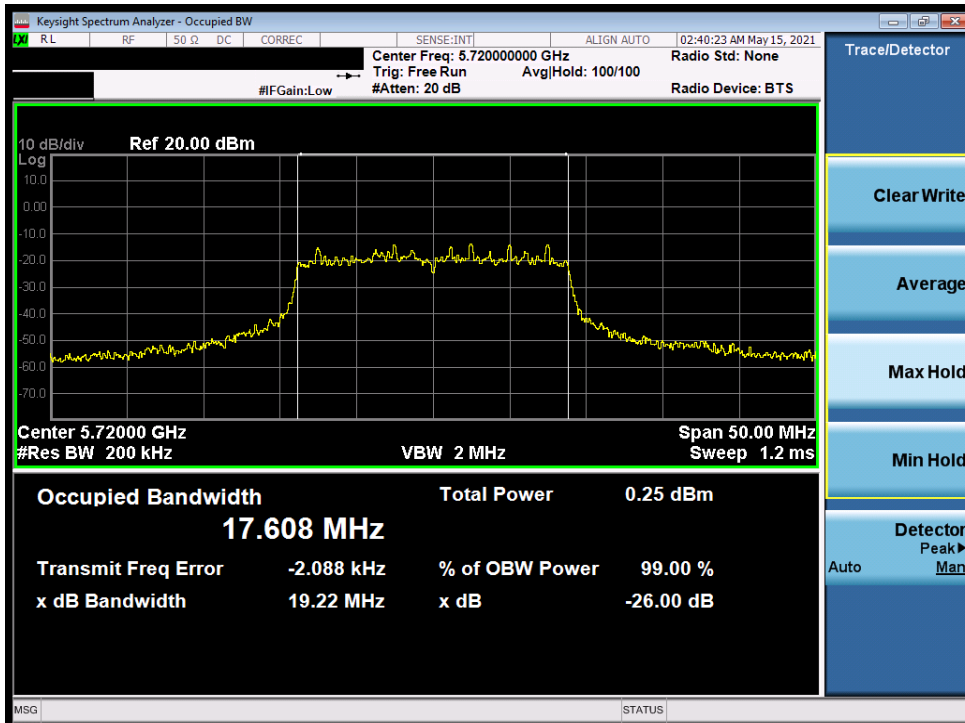 Keysight Spectrum Analyzer - Occupied BW
LXI RL RF 50 Ω DC CORREC SENSE:INT ALIGN AUTO 02:40:23 AM May 15, 2021
Center Freq: 5.720000000 GHz Radio Std: None
Trig: Free Run Avg|Hold: 100/100
#IFGain:Low #Atten: 20 dB Radio Device: BTS
Trace/Detector
10 dB/div Ref 20.00 dBm
Log
10.0
0.00
-10.0
-20.0
-30.0
-40.0
-50.0
-60.0
-70.0
Center 5.72000 GHz Span 50.00 MHz
#Res BW 200 kHz VBW 2 MHz Sweep 1.2 ms
Occupied Bandwidth Total Power 0.25 dBm
17.608 MHz
Transmit Freq Error -2.088 kHz % of OBW Power 99.00 %
x dB Bandwidth 19.22 MHz x dB -26.00 dB
Clear Write
Average
Max Hold
Min Hold
Detector
Peak▶
Auto Man
MSG STATUS